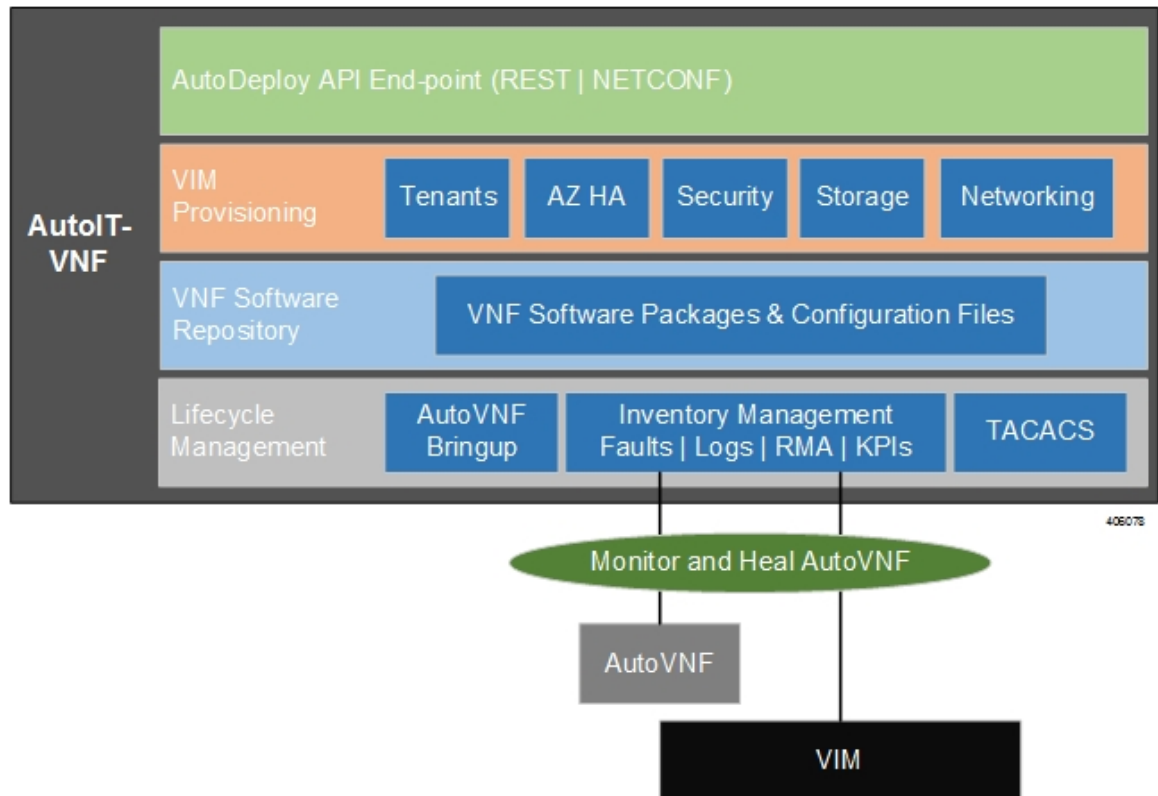 AutoDeploy API End-point (REST | NETCONF)
AutoIT-
VNF
VIM
Provisioning
Tenants
AZ HA
Security
Storage
Networking
VNF Software
Repository
VNF Software Packages & Configuration Files
Lifecycle
Management
AutoVNF
Bringup
Inventory Management
Faults | Logs | RMA | KPIs
TACACS
406078
Monitor and Heal AutoVNF
AutoVNF
VIM